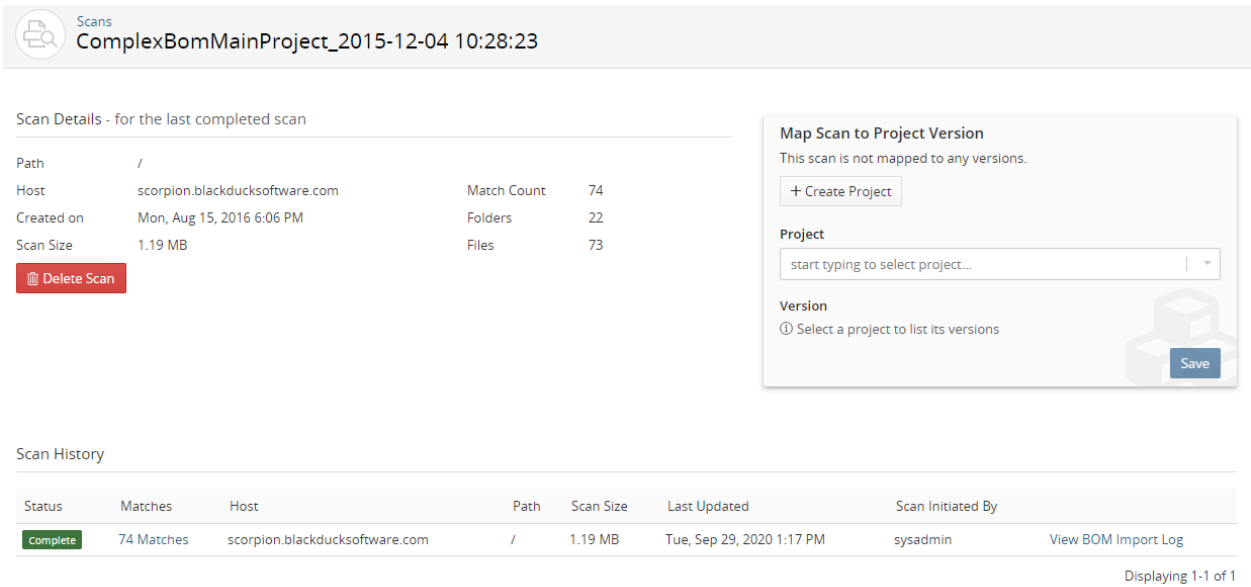 Scans
ComplexBomMainProject_2015-12-04 10:28:23
Scan Details - for the last completed scan
Path /
Host scorpion.blackducksoftware.com Match Count 74
Created on Mon, Aug 15, 2016 6:06 PM Folders 22
Scan Size 1.19 MB Files 73
Delete Scan
Map Scan to Project Version
This scan is not mapped to any versions.
+ Create Project
Project
start typing to select project...
Version
Select a project to list its versions
Save
Scan History
Status Matches Host Path Scan Size Last Updated Scan Initiated By
Complete 74 Matches scorpion.blackducksoftware.com / 1.19 MB Tue, Sep 29, 2020 1:17 PM sysadmin View BOM Import Log
Displaying 1-1 of 1